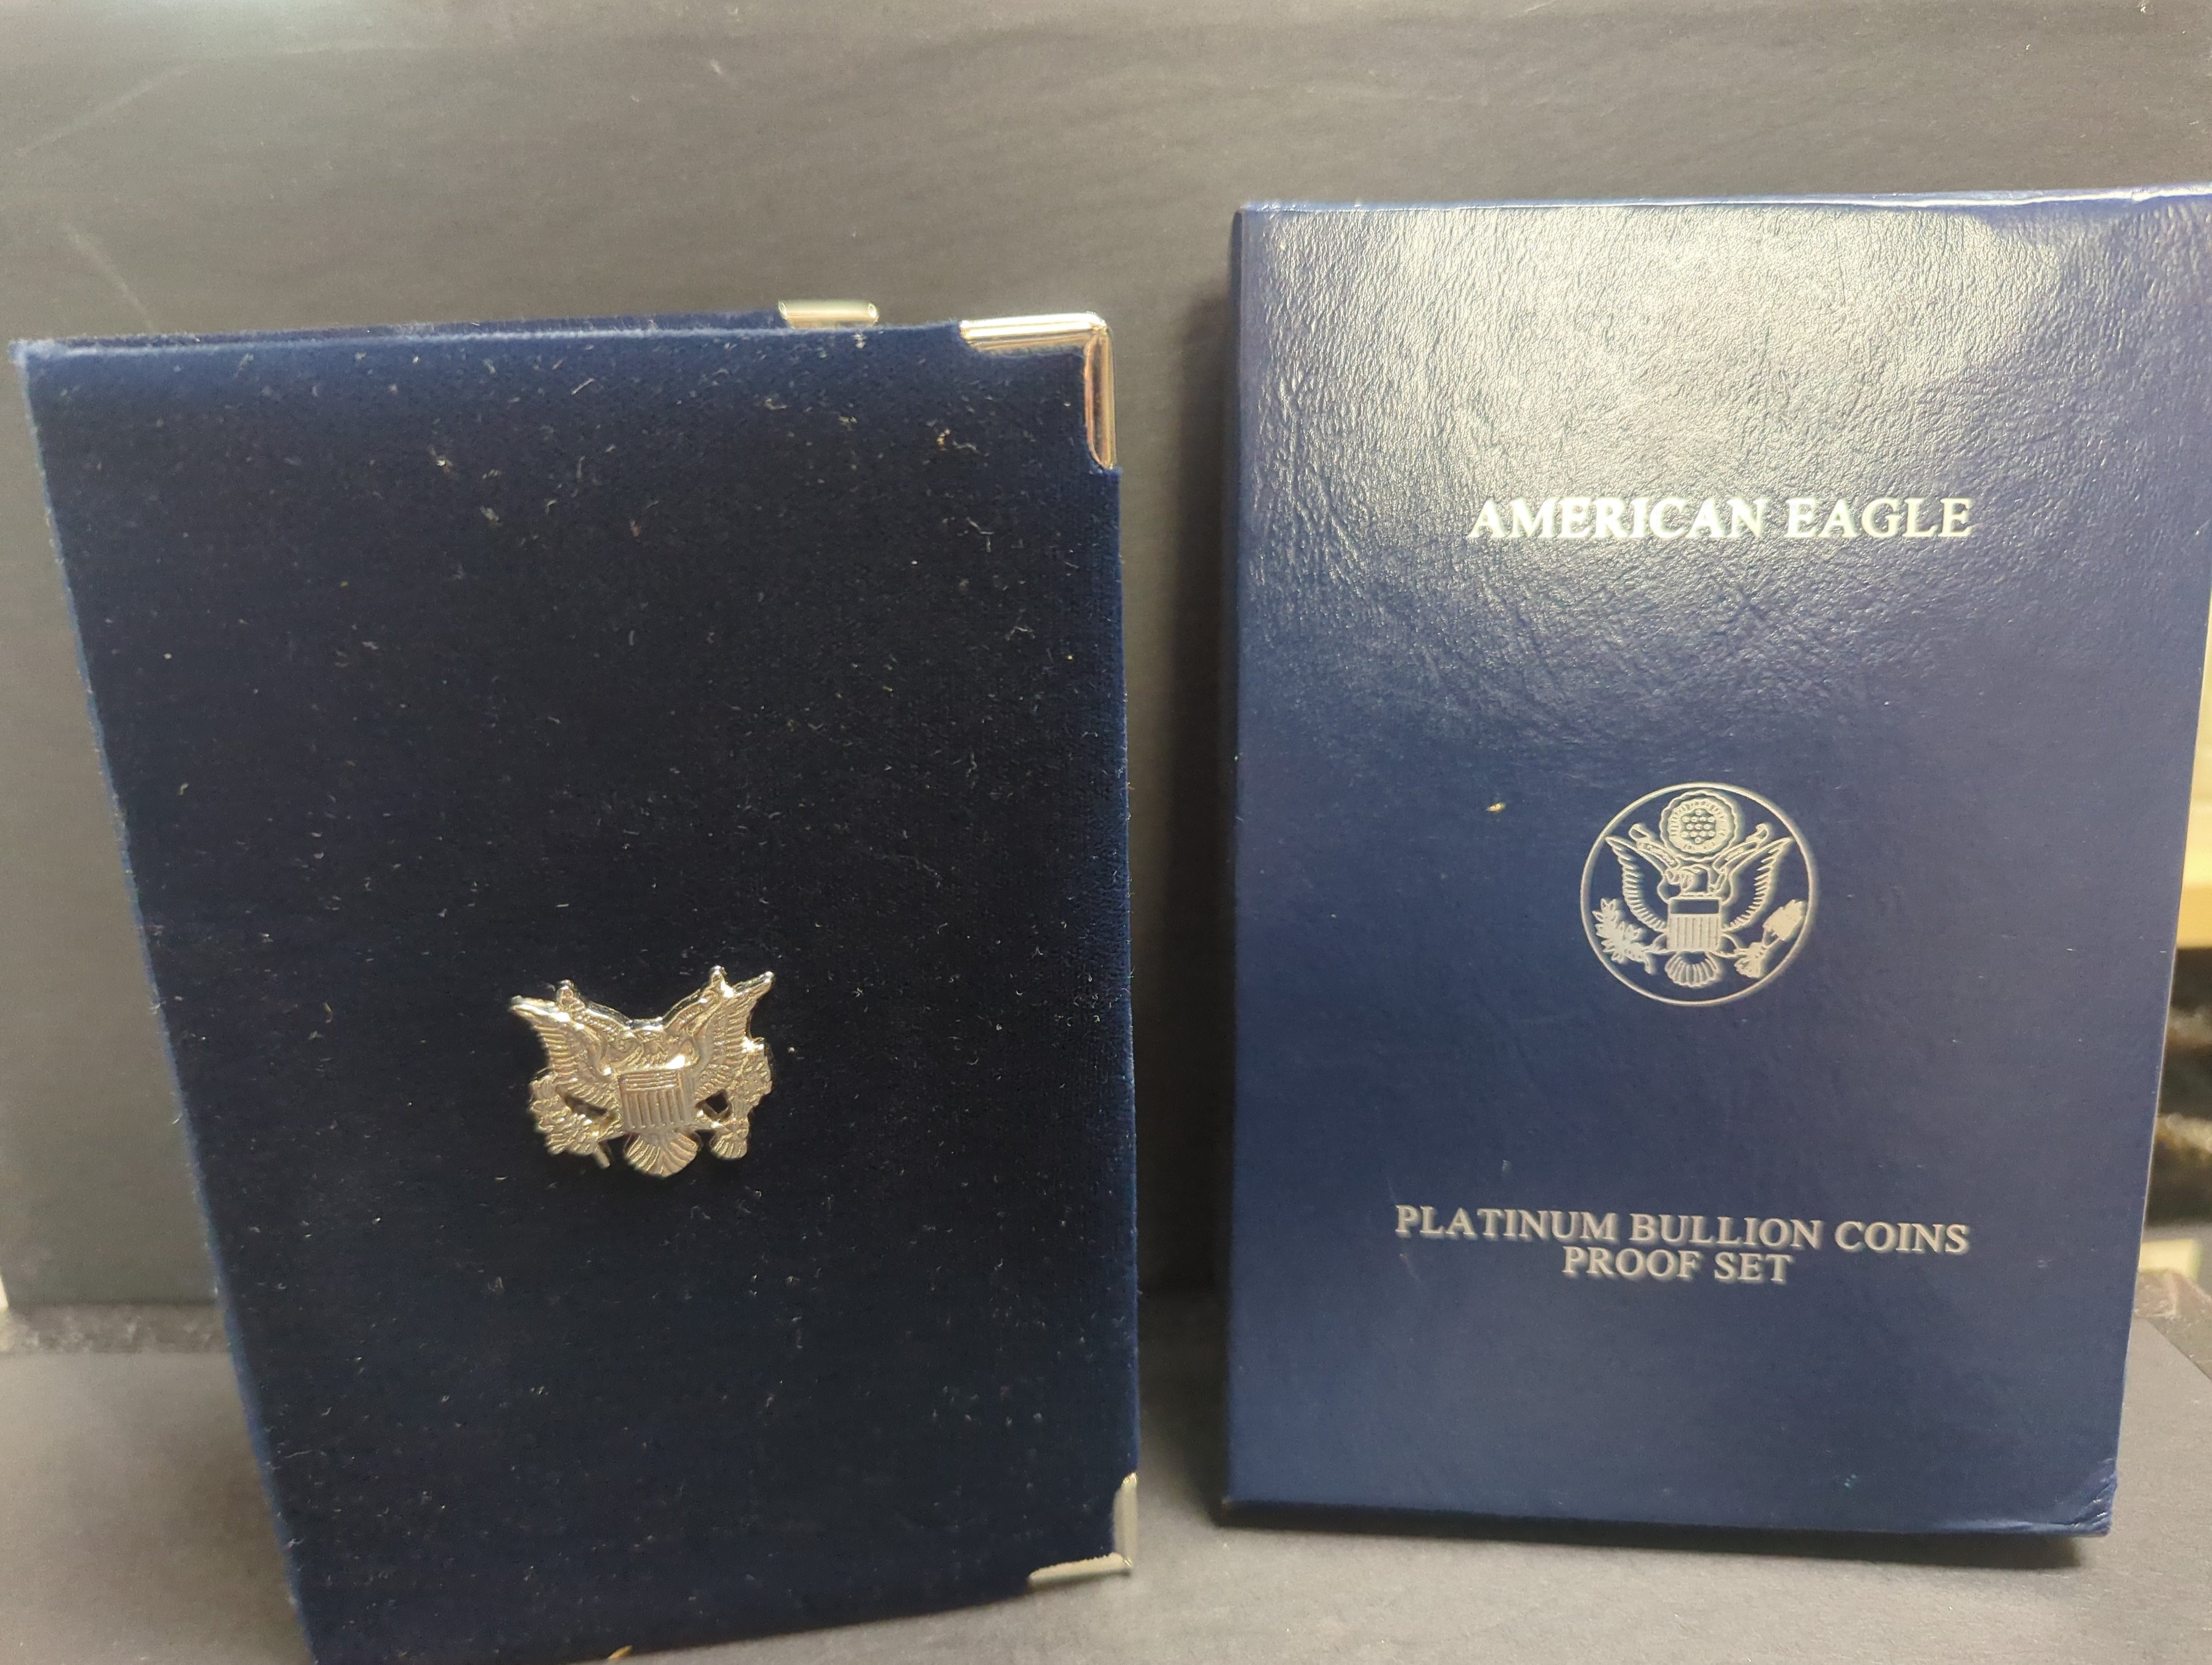 AMERICAN EAGLE
PLATINUM BULLION COINS
PROOF SET